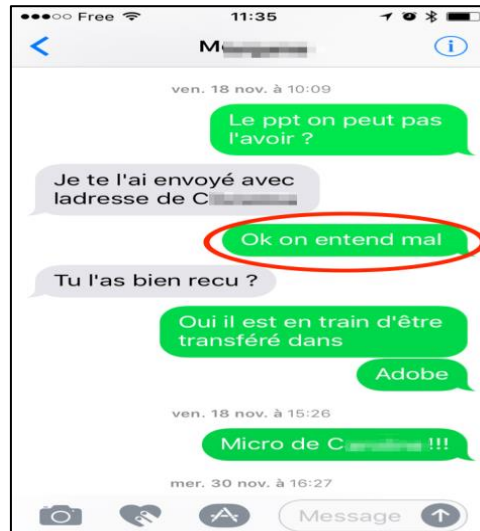 Free 11:35
M
ven. 18 nov. à 10:09
Le ppt on peut pas
l'avoir ?
Je te l'ai envoyé avec
ladresse de C
Ok on entend mal
Tu l'as bien recu ?
Oui il est en train d'être
transféré dans
Adobe
ven. 18 nov. à 15:26
Micro de C !!!
mer. 30 nov. à 16:27
Message